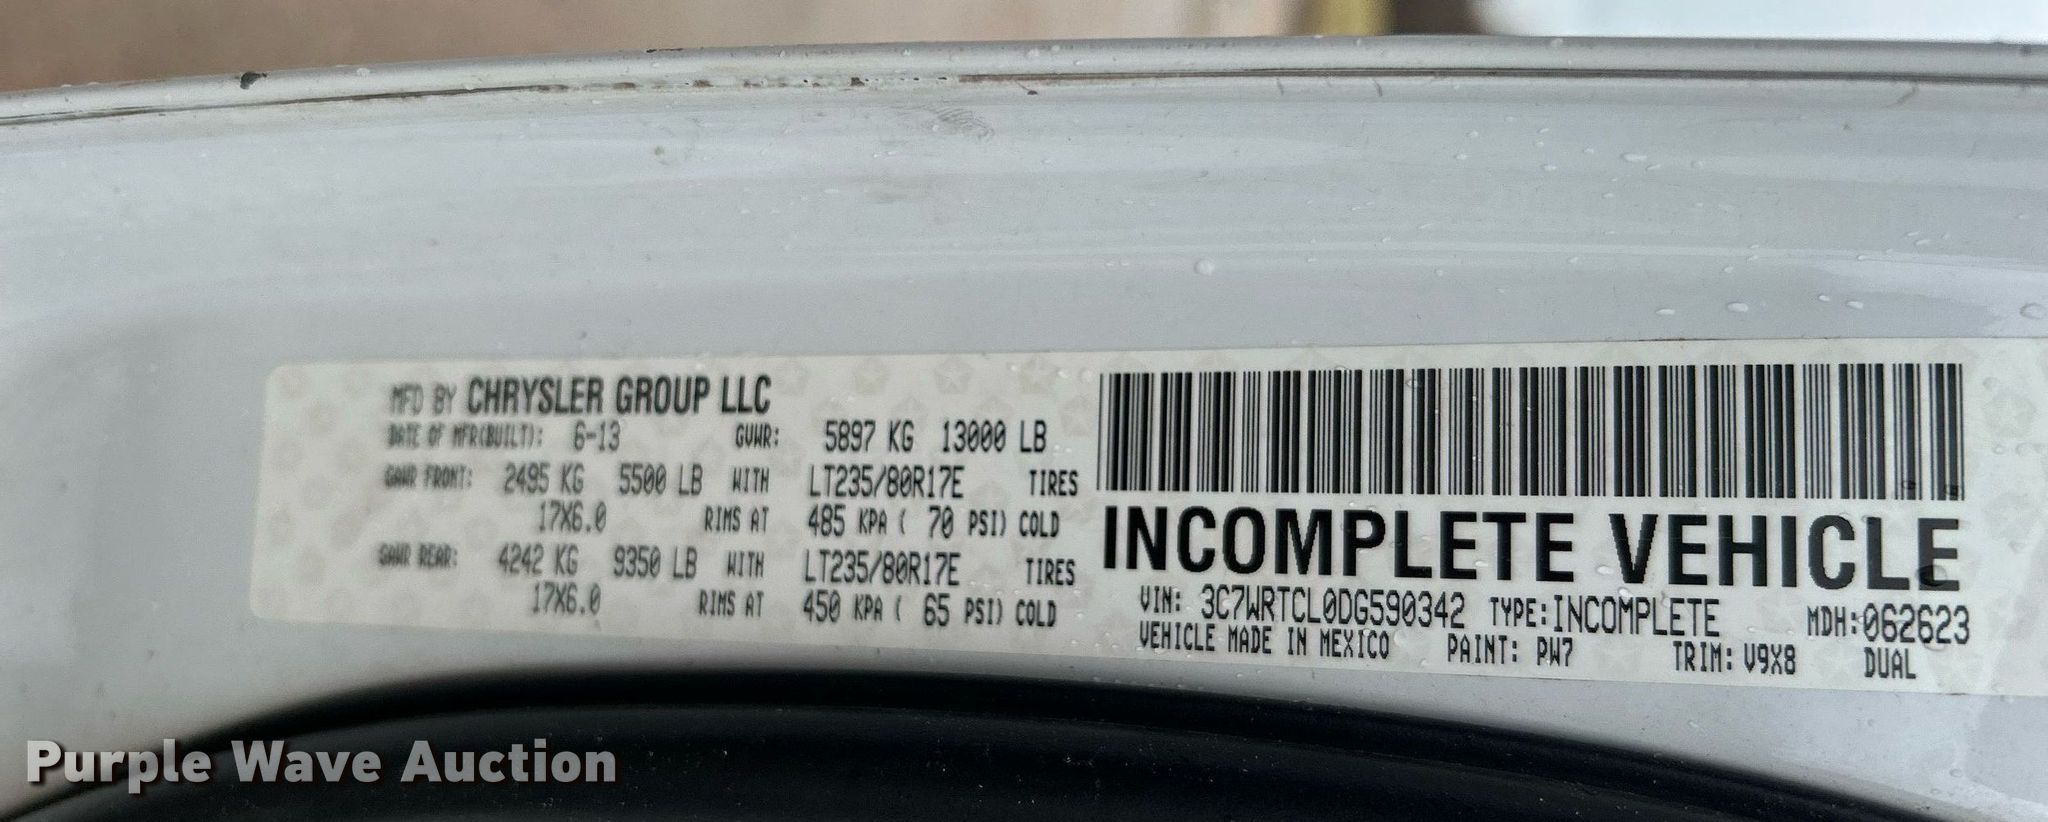 MFD BY CHRYSLER GROUP LLC
DATE OF MFR(BUILT): 6-13 GVWR: 5897 KG 13000 LB
GAWR FRONT: 2495 KG 5500 LB WITH LT235/80R17E TIRES
17X6.0 RIMS AT 485 KPA ( 70 PSI) COLD
GAWR REAR: 4242 KG 9350 LB WITH LT235/80R17E TIRES
17X6.0 RIMS AT 450 KPA ( 65 PSI) COLD
INCOMPLETE VEHICLE
VIN: 3C7WRTCL0DG590342 TYPE:INCOMPLETE MDH:062623
VEHICLE MADE IN MEXICO PAINT: PW7 TRIM: V9X8 DUAL
Purple Wave Auction